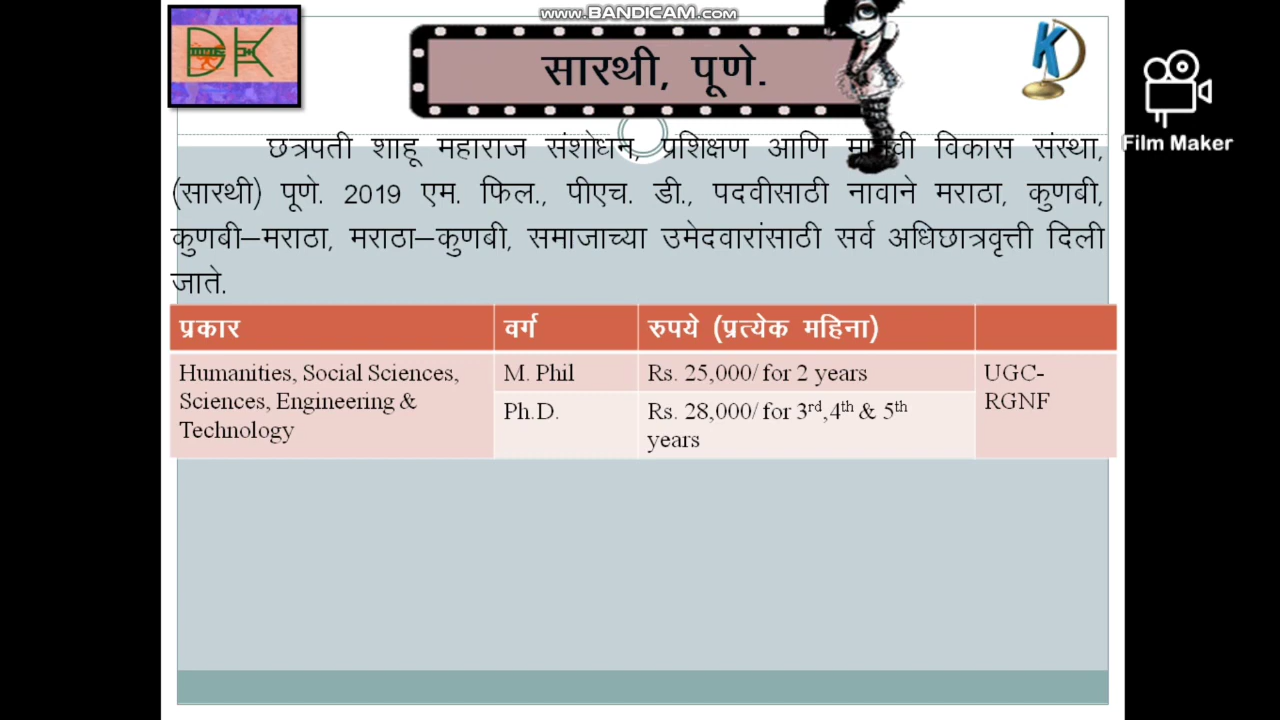 www.BANDICAM.com
सारथी, पूणे.
Film Maker
छत्रपती शाहू महाराज संशोधन, प्रशिक्षण आणि मानवी विकास संस्था,
(सारथी) पूणे. 2019 एम. फिल., पीएच. डी., पदवीसाठी नावाने मराठा, कुणबी,
कुणबी–मराठा, मराठा–कुणबी, समाजाच्या उमेदवारांसाठी सर्व अधिछात्रवृत्ती दिली
जाते.
प्रकार वर्ग रुपये (प्रत्येक महिना)
Humanities, Social Sciences,
Sciences, Engineering &
Technology
M. Phil Rs. 25,000/ for 2 years
Ph.D. Rs. 28,000/ for 3rd,4th & 5th
years
UGC-
RGNF